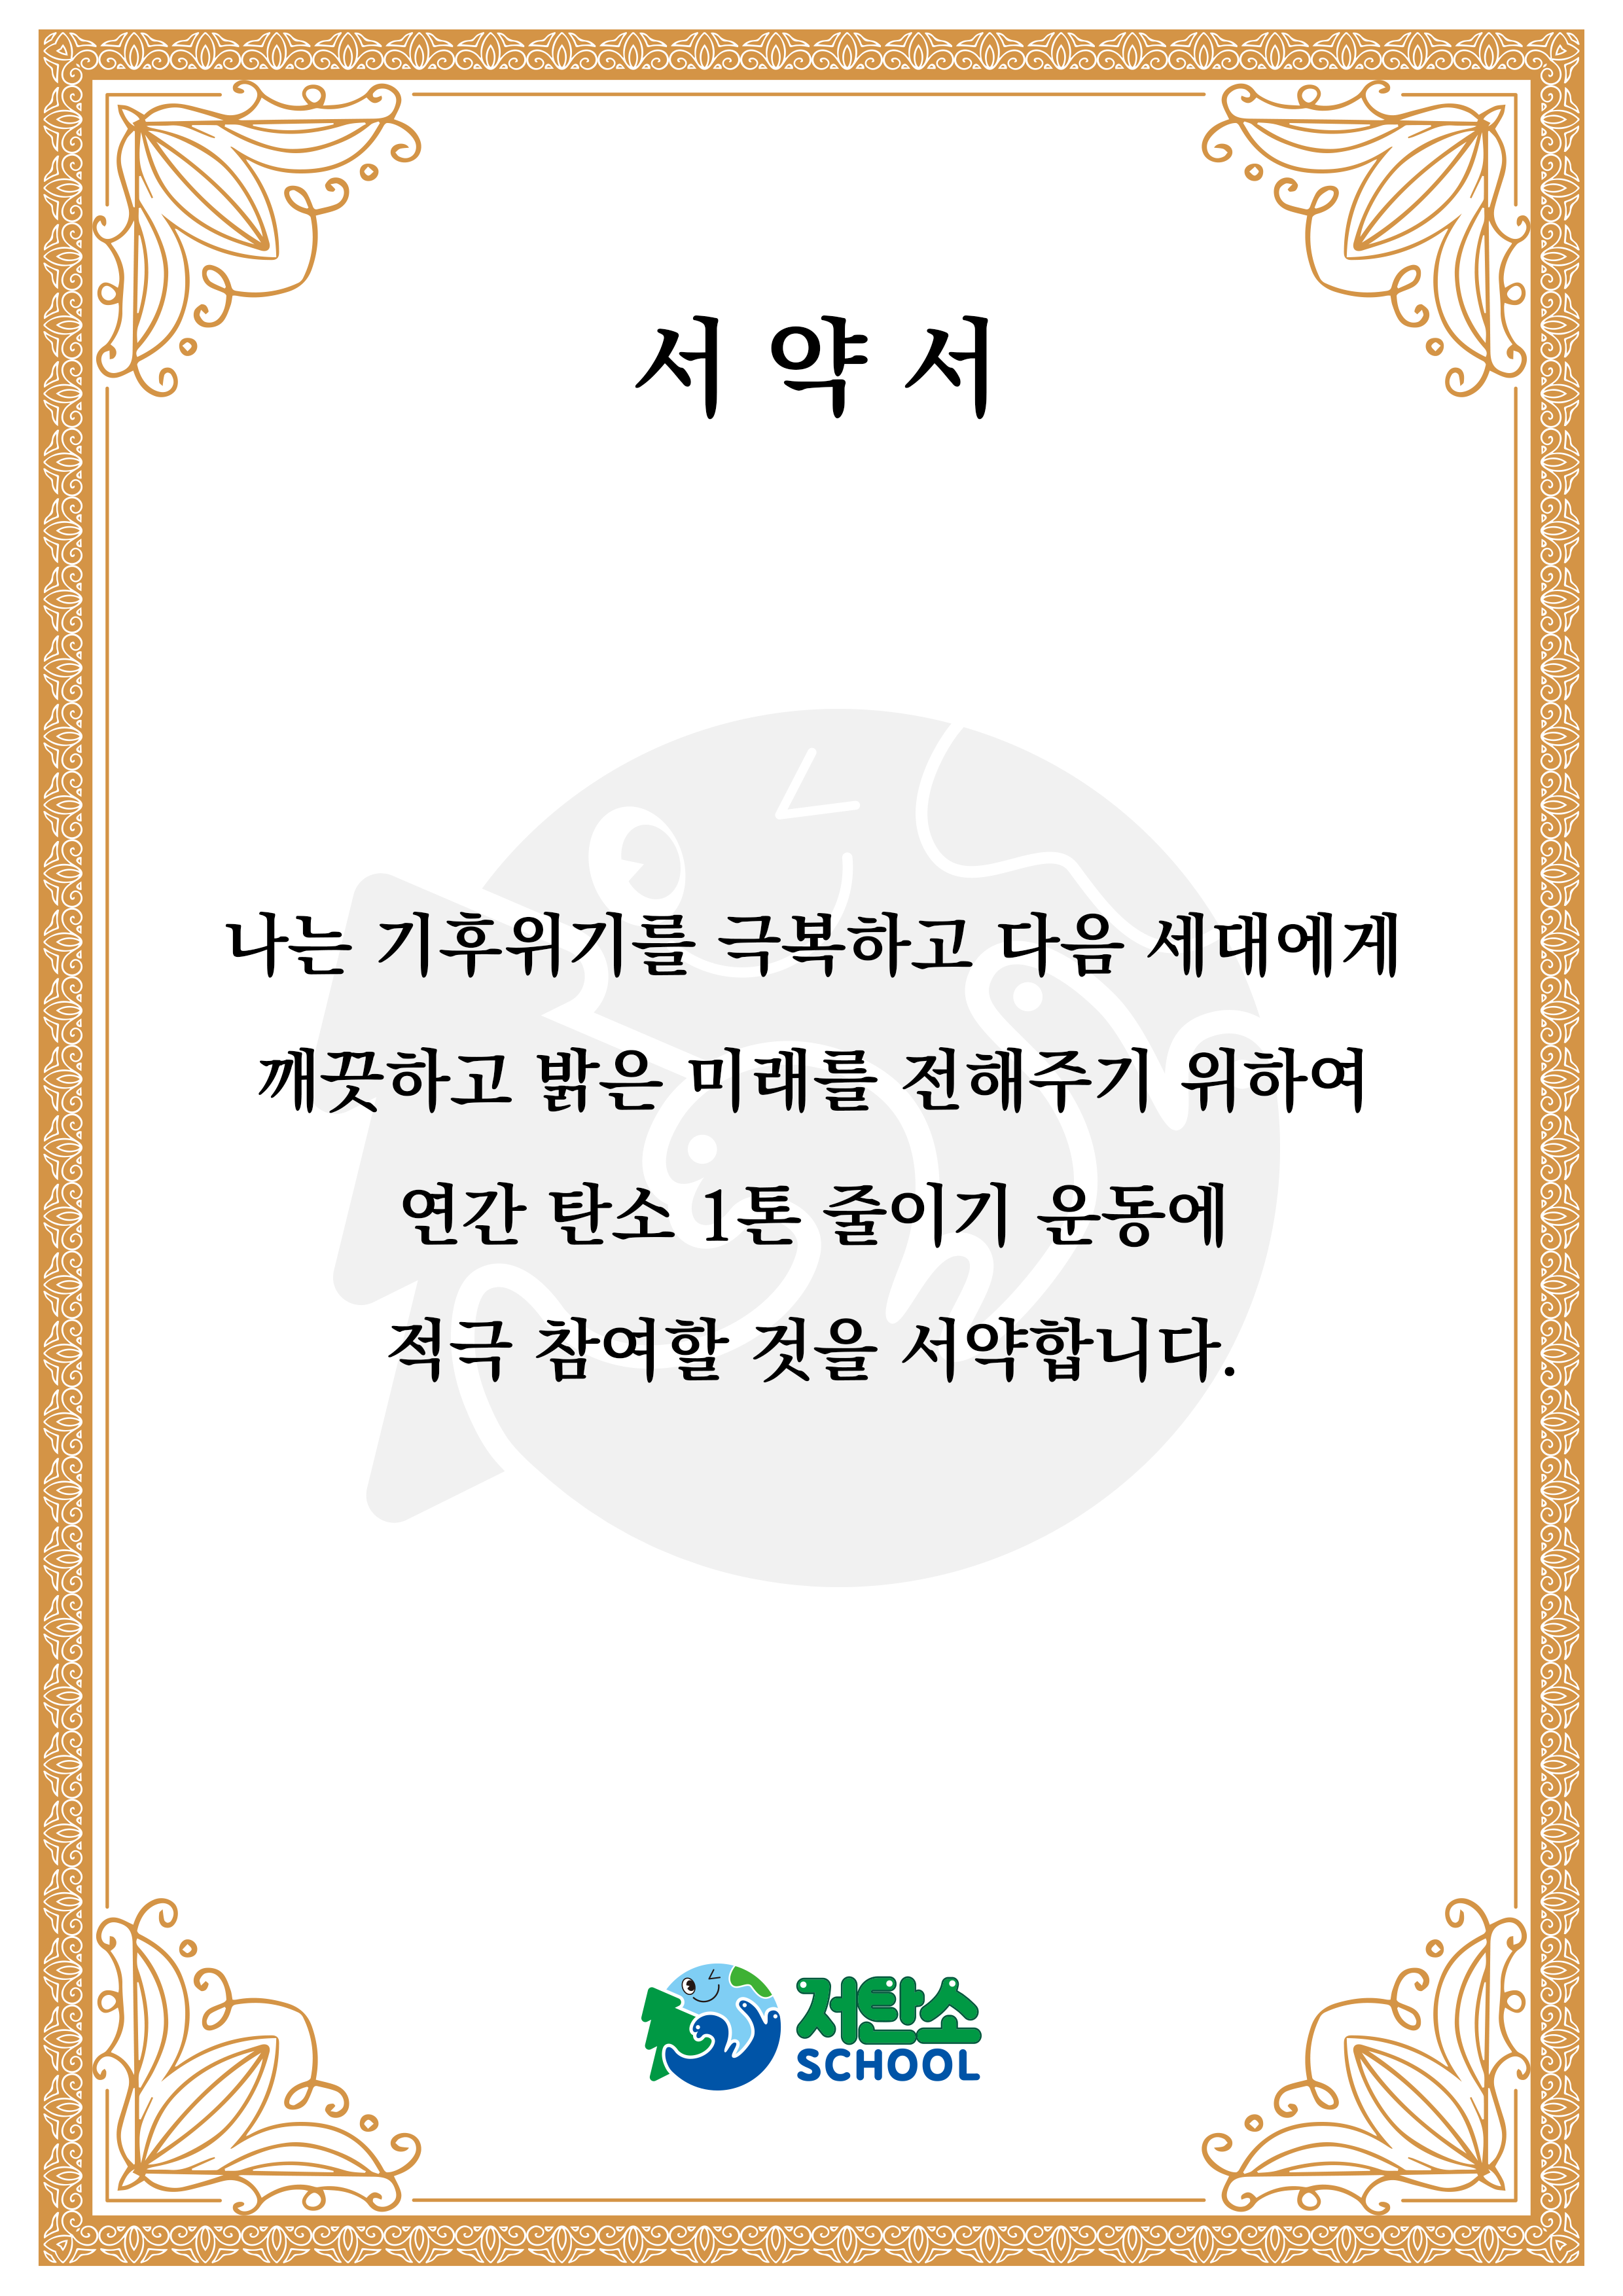 서 약 서
나는 기후위기를 극복하고 다음 세대에게
깨끗하고 밝은 미래를 전해주기 위하여
연간 탄소 1톤 줄이기 운동에
적극 참여할 것을 서약합니다.
저탄소
SCHOOL